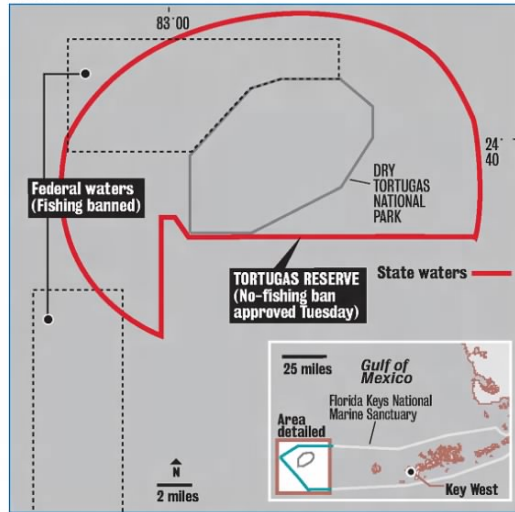 83 00
24
40
DRY
TORTUGAS
NATIONAL
PARK
Federal waters
(Fishing banned)
TORTUGAS RESERVE
(No-fishing ban
approved Tuesday)
State waters
25 miles
Gulf of
Mexico
Florida Keys National
Marine Sanctuary
Area
detailed
Key West
N
2 miles